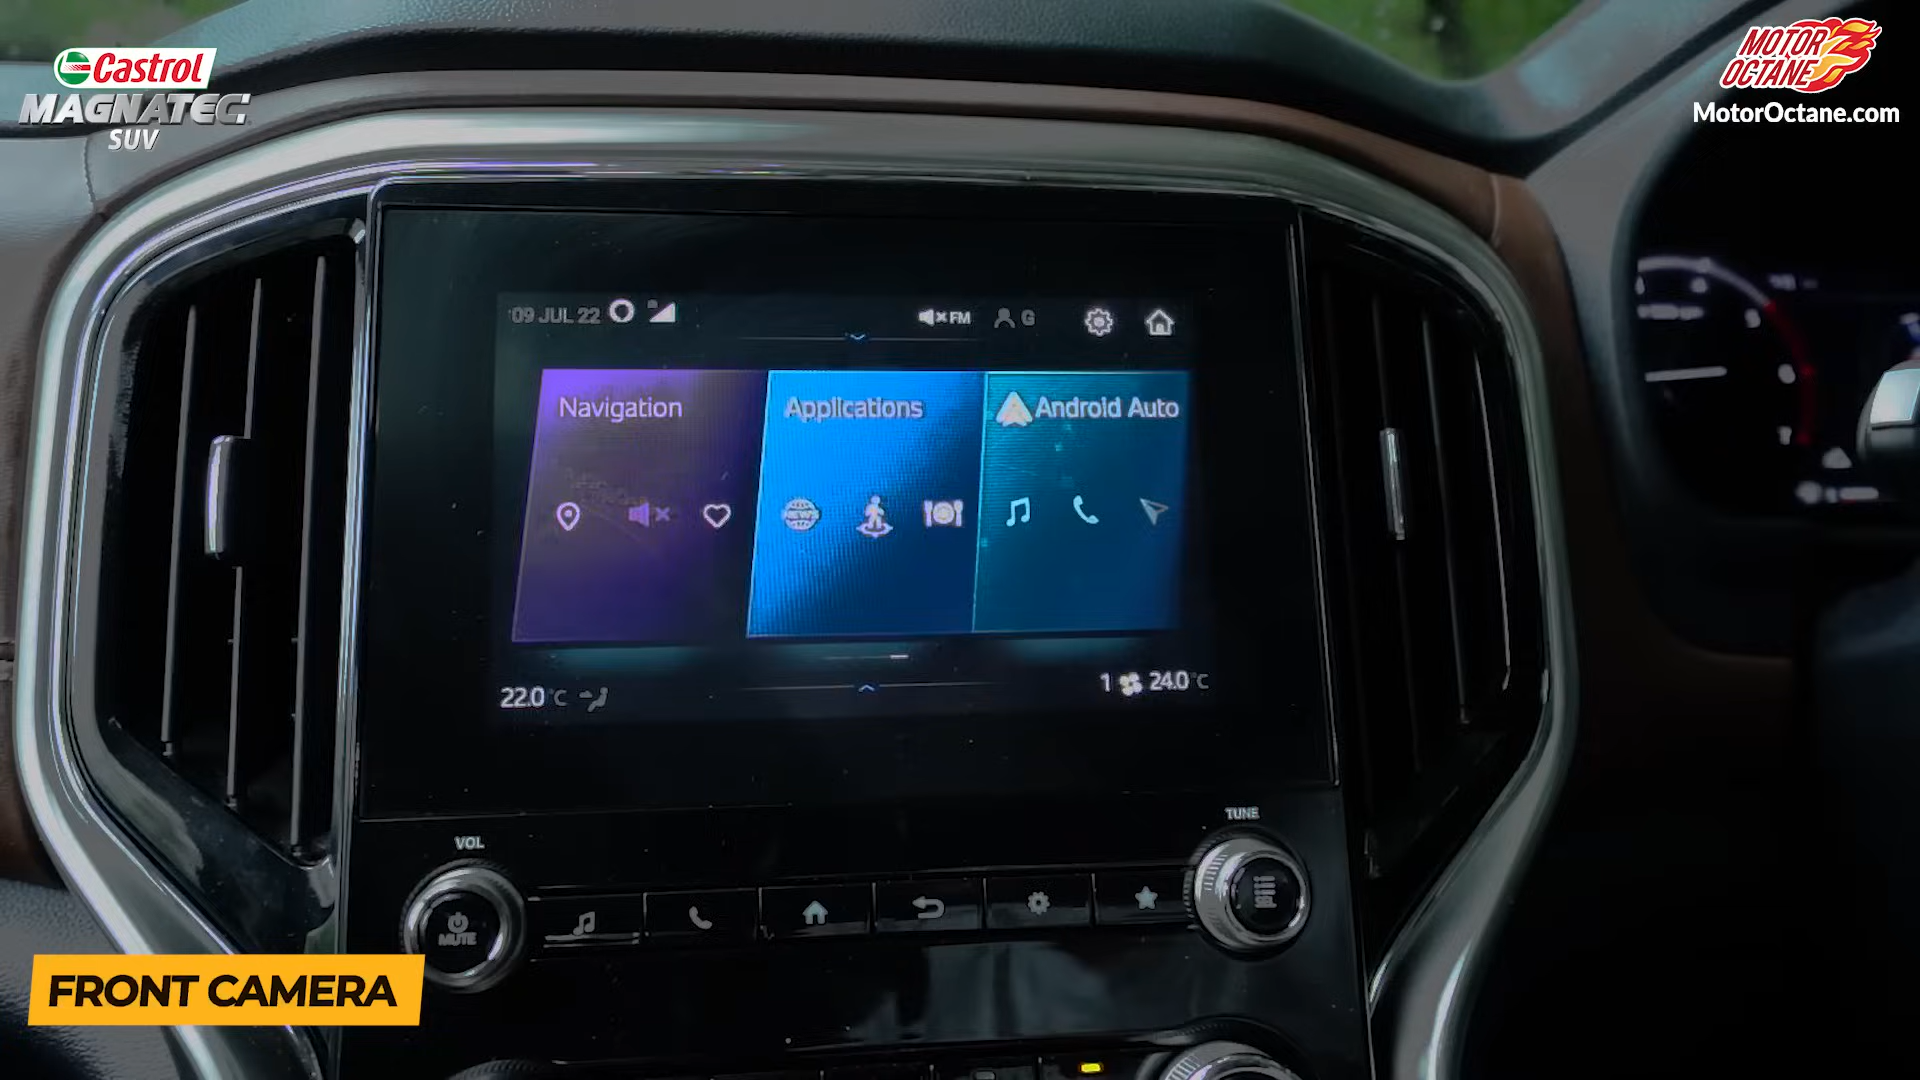 Castrol
MAGNATEC
SUV
MOTOR
OCTANE
MotorOctane.com
09 JUL 22
FM
G
Navigation
Applications
Android Auto
NEWS
22.0 °C
1
24.0 °C
VOL
TUNE
MUTE
FRONT CAMERA